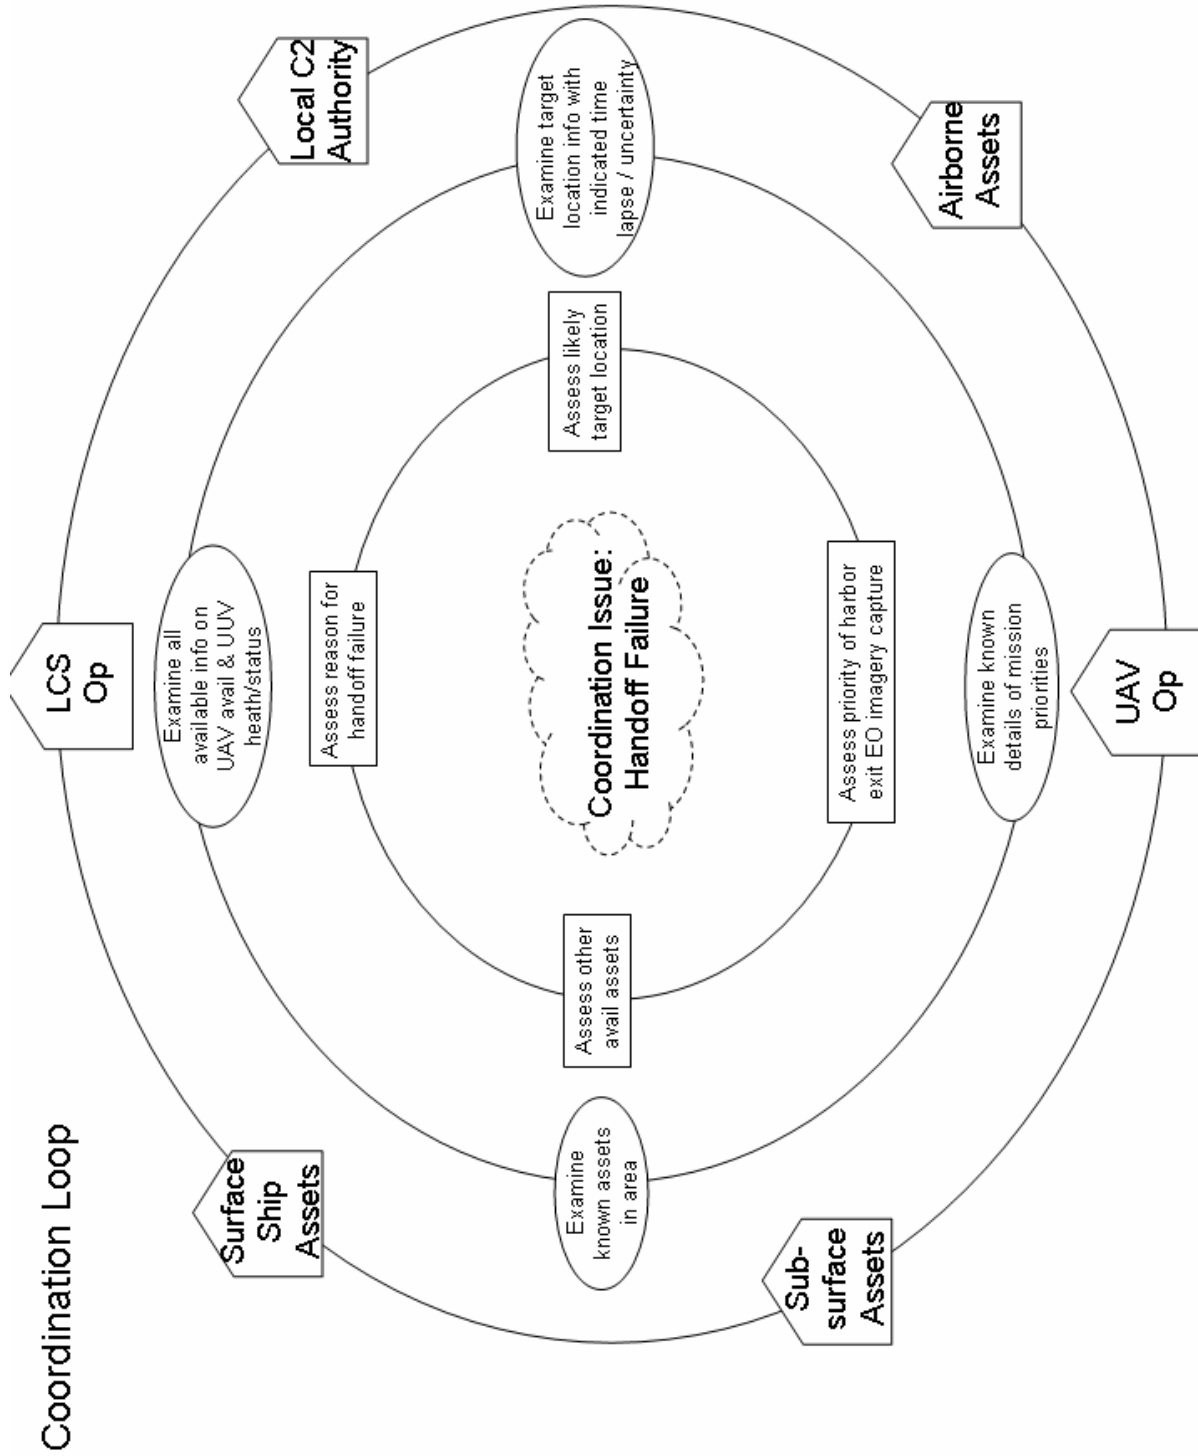 Coordination Loop
LCS
Op
Surface
Ship
Assets
Local C2
Authority
Examine all
available info on
UAV avail & UUV
heath/status
Assess reason for
handoff failure
Examine
known assets
in area
Assess other
avail assets
Coordination Issue:
Handoff Failure
Assess likely
target location
Examine target
location info with
indicated time
lapse / uncertainty
Assess priority of harbor
exit EO imagery capture
Examine known
details of mission
priorities
Sub-
surface
Assets
UAV
Op
Airborne
Assets